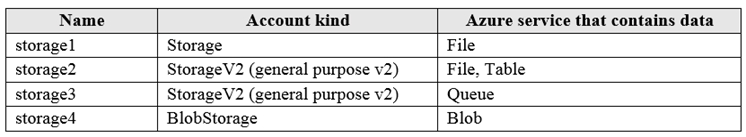 Name Account kind Azure service that contains data
storage1 Storage File
storage2 StorageV2 (general purpose v2) File, Table
storage3 StorageV2 (general purpose v2) Queue
storage4 BlobStorage Blob